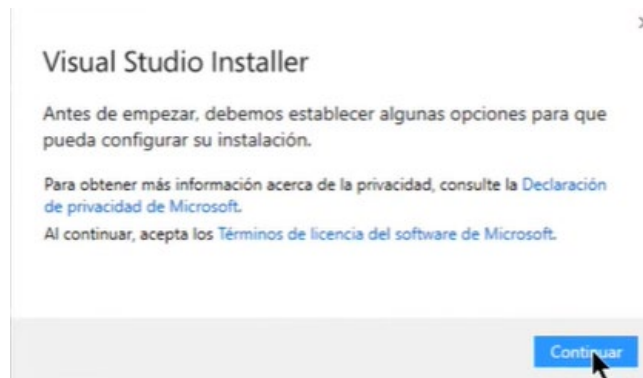 Visual Studio Installer
Antes de empezar, debemos establecer algunas opciones para que
pueda configurar su instalación.
Para obtener más información acerca de la privacidad, consulte la Declaración
de privacidad de Microsoft.
Al continuar, acepta los Términos de licencia del software de Microsoft.
Continuar